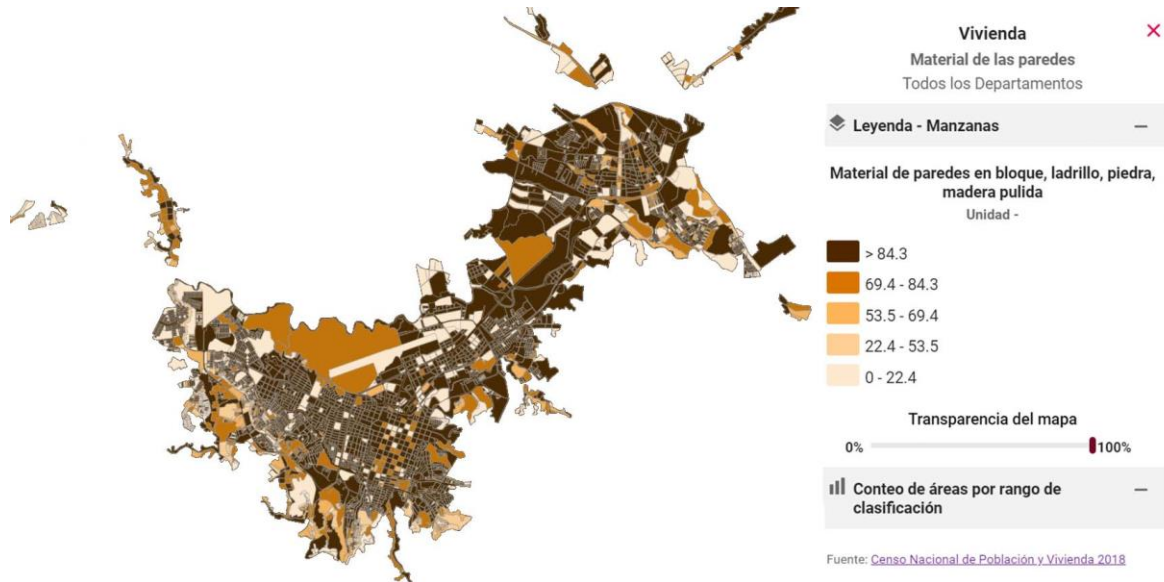 Vivienda
Material de las paredes
Todos los Departamentos
Leyenda - Manzanas
Material de paredes en bloque, ladrillo, piedra,
madera pulida
Unidad -
> 84.3
69.4 - 84.3
53.5 - 69.4
22.4 - 53.5
0 - 22.4
Transparencia del mapa
0% 100%
Conteo de áreas por rango de
clasificación
Fuente: Censo Nacional de Población y Vivienda 2018